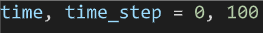 time, time_step = 0, 100